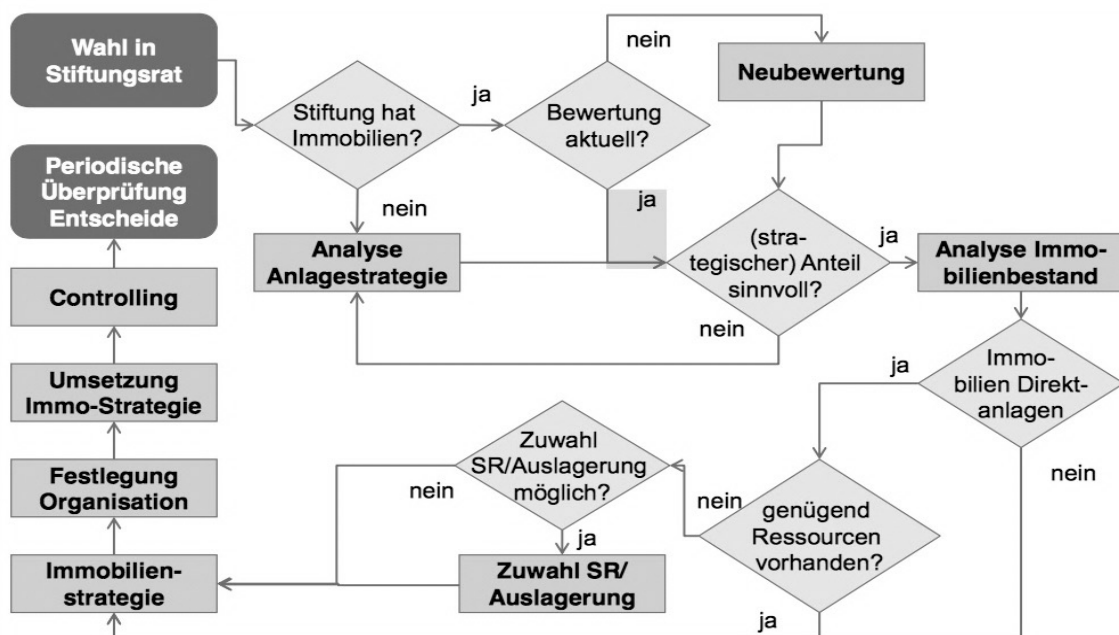 Wahl in
Stiftungsrat
Stiftung hat
Immobilien?
ja
nein
Bewertung
aktuell?
nein
ja
Neubewertung
Analyse
Anlagestrategie
(stra-
tegischer) Anteil
sinnvoll?
ja
nein
Analyse Immo-
bilienbestand
Immo-
bilien Direkt-
anlagen
ja
nein
genügend
Ressourcen
vorhanden?
nein
ja
Zuwahl
SR/Auslagerung
möglich?
nein
ja
Zuwahl SR/
Auslagerung
Immobilien-
strategie
Festlegung
Organisation
Umsetzung
Immo-Strategie
Controlling
Periodische
Überprüfung
Entscheide